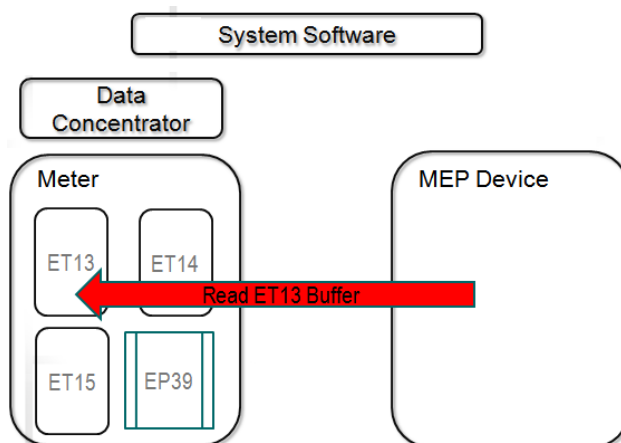 System Software
Data
Concentrator
Meter
MEP Device
ET13
ET14
Read ET13 Buffer
ET15
EP39